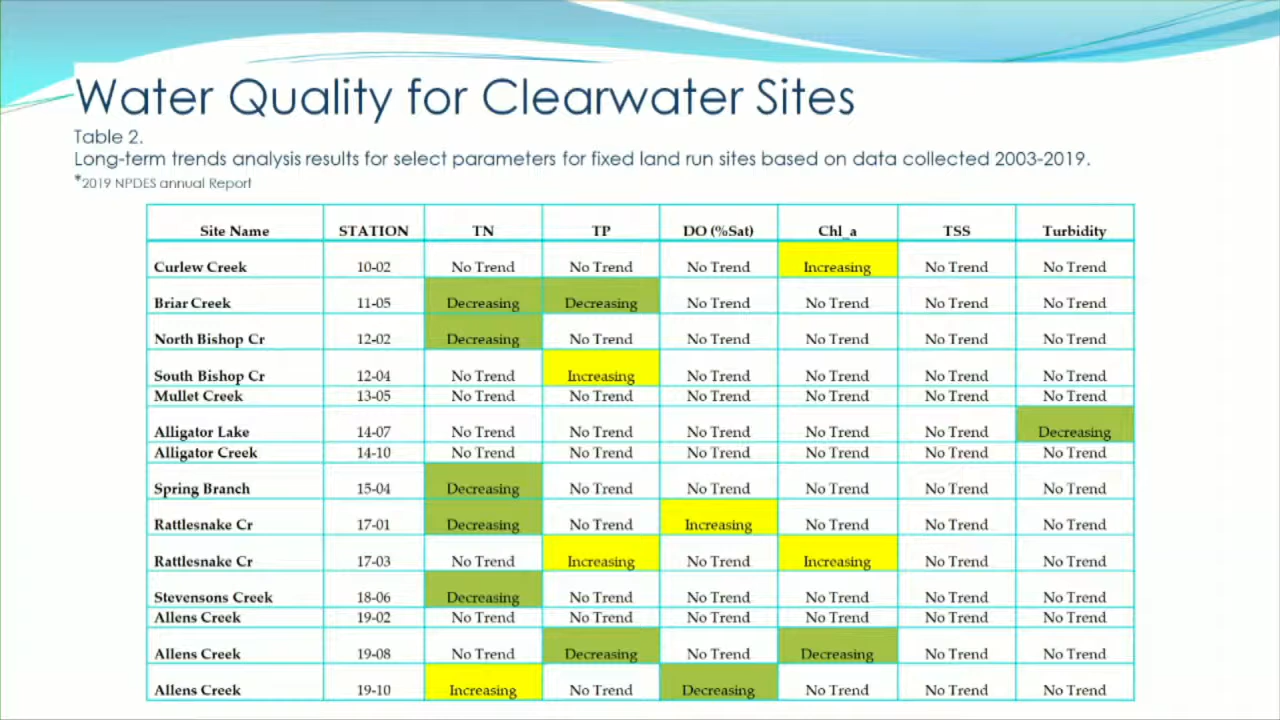 Water Quality for Clearwater Sites
Table 2.
Long-term trends analysis results for select parameters for fixed land run sites based on data collected 2003-2019.
*2019 NPDES annual Report
Site Name STATION TN TP DO (%Sat) Chl_a TSS Turbidity
Curlew Creek 10-02 No Trend No Trend No Trend Increasing No Trend No Trend
Briar Creek 11-05 Decreasing Decreasing No Trend No Trend No Trend No Trend
North Bishop Cr 12-02 Decreasing No Trend No Trend No Trend No Trend No Trend
South Bishop Cr 12-04 No Trend Increasing No Trend No Trend No Trend No Trend
Mullet Creek 13-05 No Trend No Trend No Trend No Trend No Trend No Trend
Alligator Lake 14-07 No Trend No Trend No Trend No Trend No Trend Decreasing
Alligator Creek 14-10 No Trend No Trend No Trend No Trend No Trend No Trend
Spring Branch 15-04 Decreasing No Trend No Trend No Trend No Trend No Trend
Rattlesnake Cr 17-01 Decreasing No Trend Increasing No Trend No Trend No Trend
Rattlesnake Cr 17-03 No Trend Increasing No Trend Increasing No Trend No Trend
Stevensons Creek 18-06 Decreasing No Trend No Trend No Trend No Trend No Trend
Allens Creek 19-02 No Trend No Trend No Trend No Trend No Trend No Trend
Allens Creek 19-08 No Trend Decreasing No Trend Decreasing No Trend No Trend
Allens Creek 19-10 Increasing No Trend Decreasing No Trend No Trend No Trend